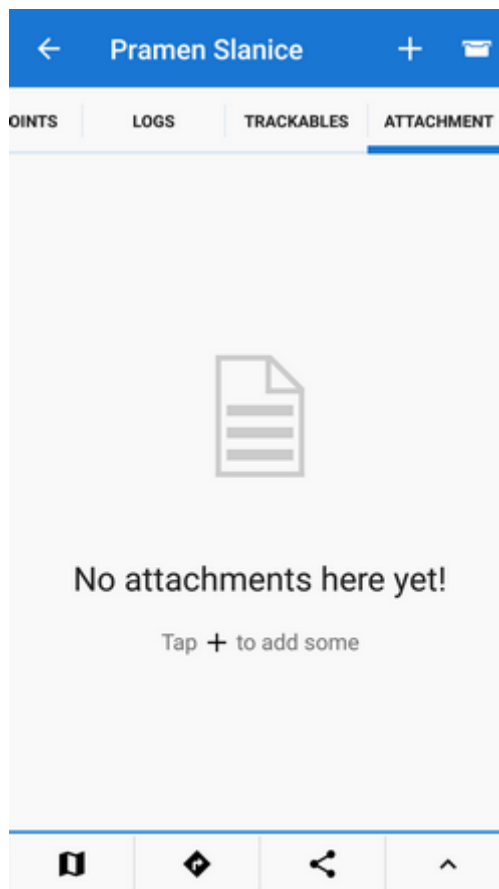 Pramen Slanice
OINTS LOGS TRACKABLES ATTACHMENT
No attachments here yet!
Tap + to add some